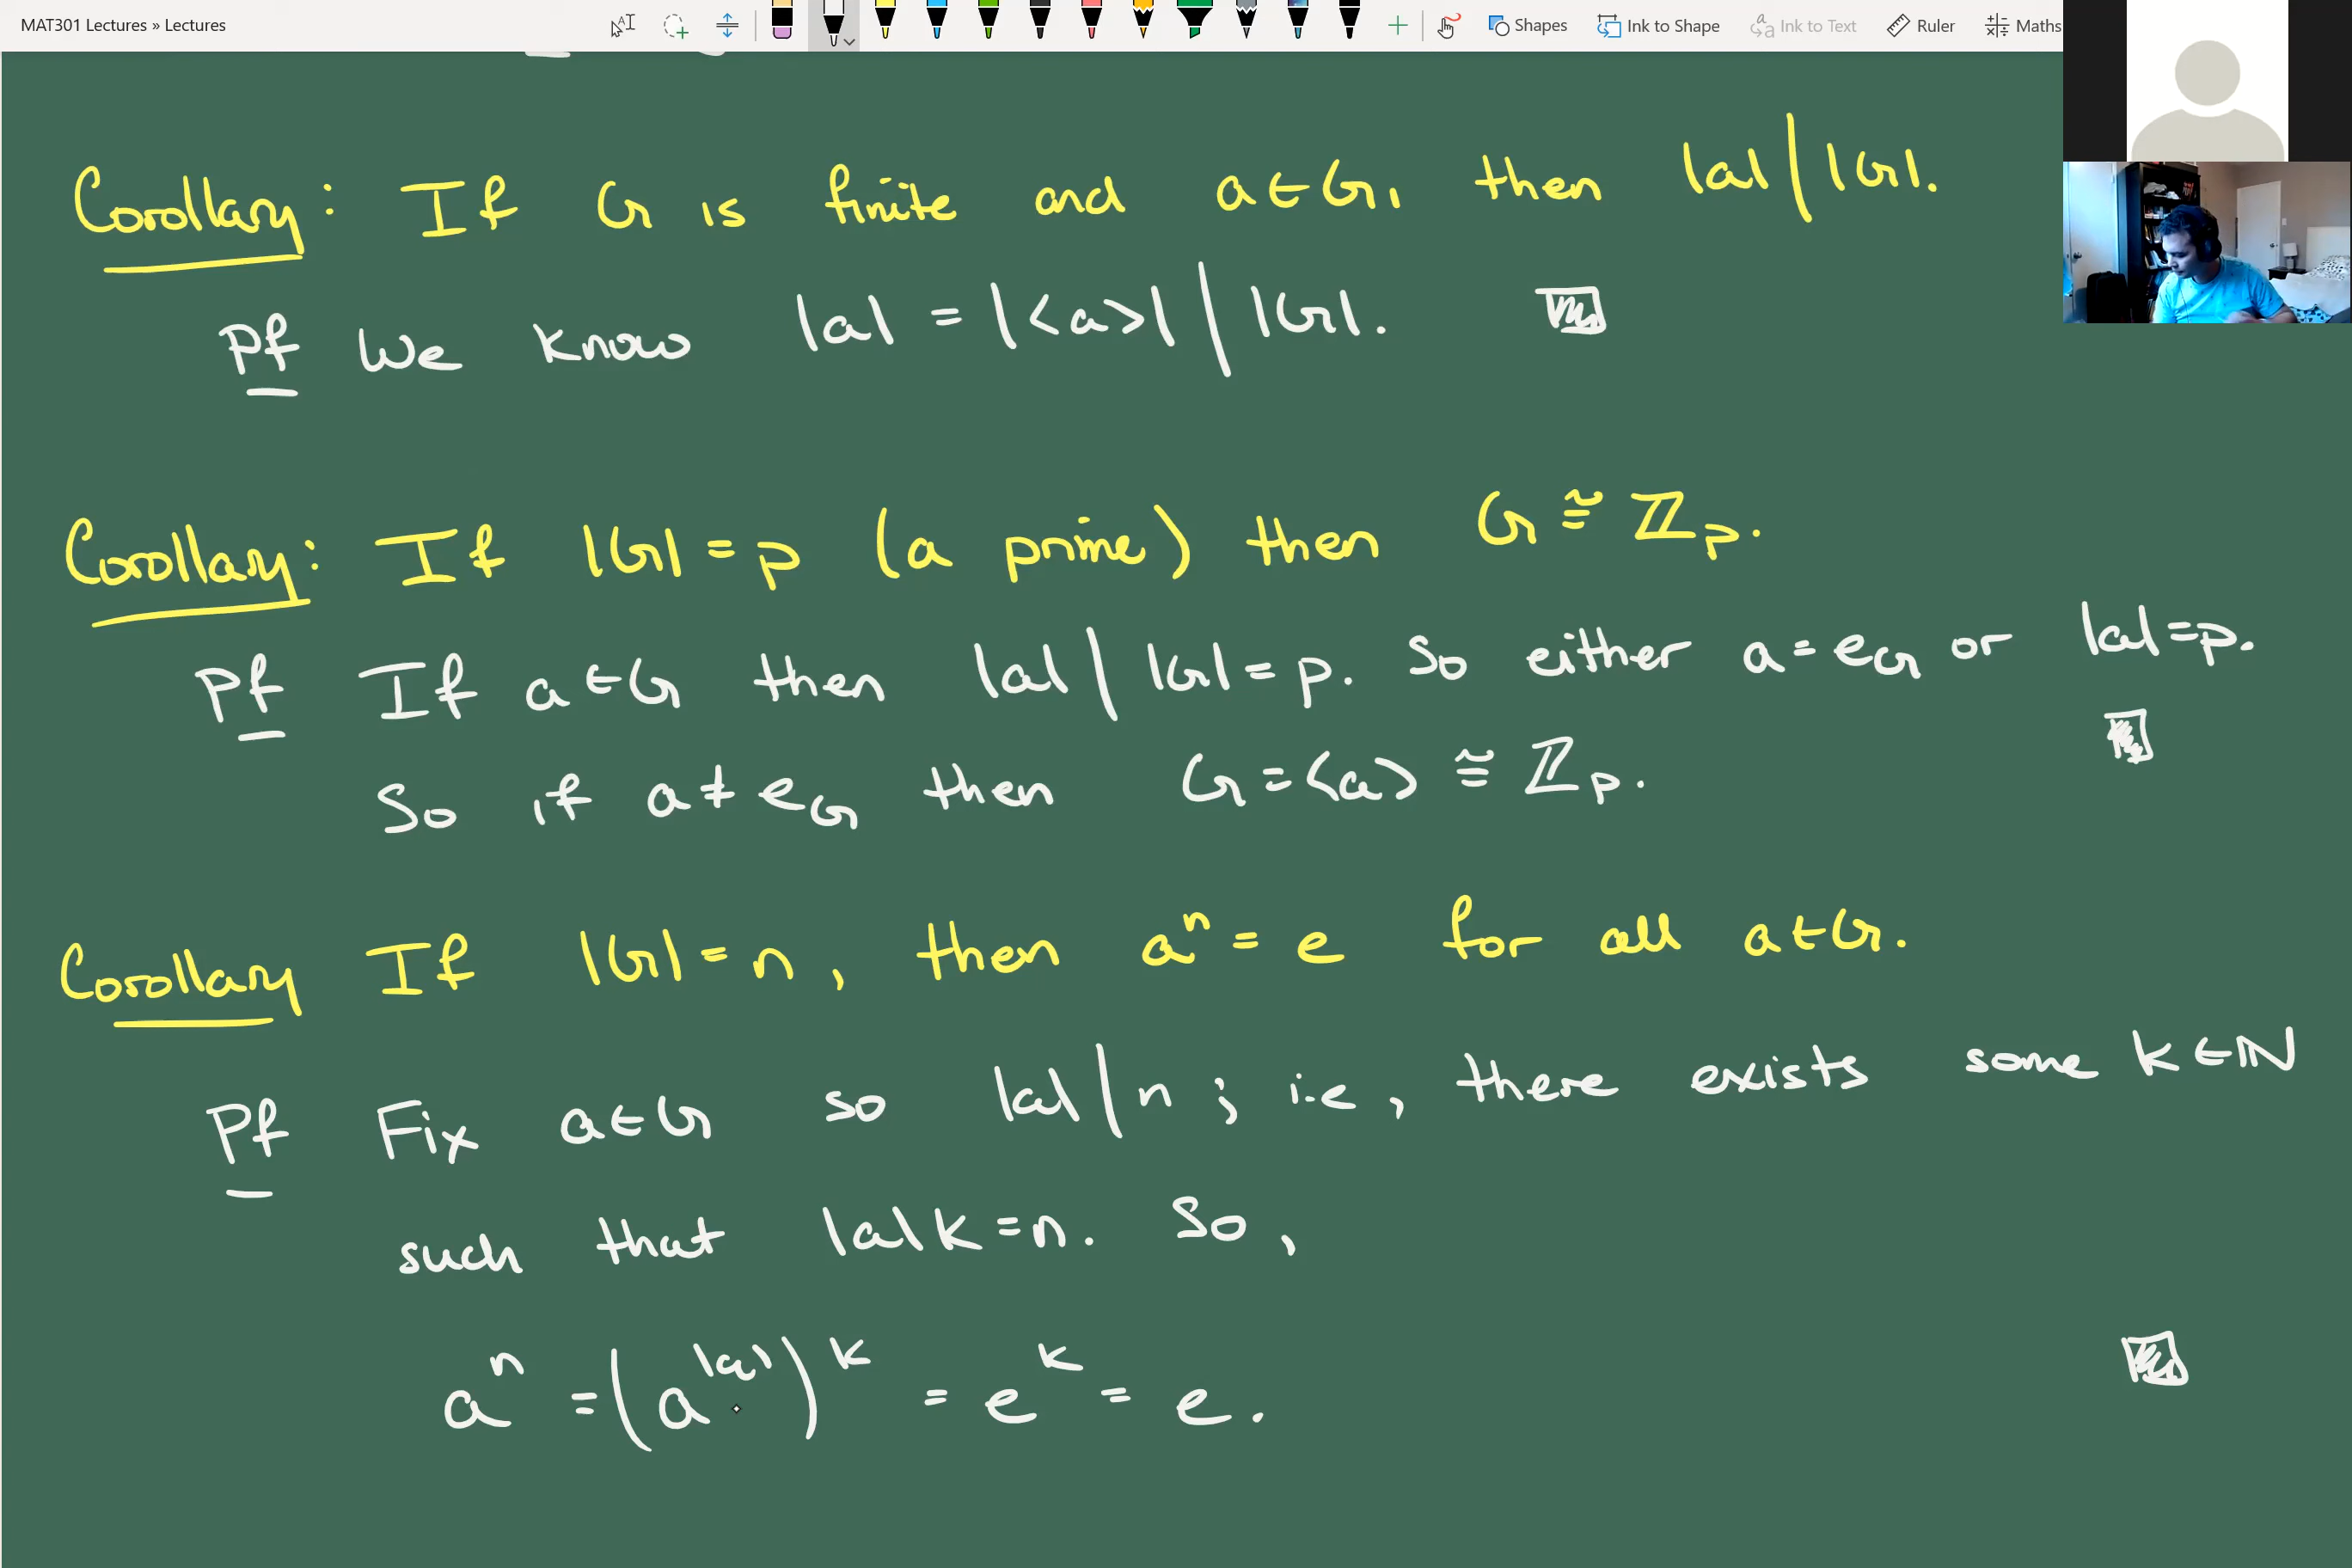 MAT301 Lectures » Lectures
Shapes Ink to Shape Ink to Text Ruler Maths
Corollary: If G is finite and a∈G, then |a| | |G|.
Pf We know |a| = |<a>| | |G|.
Corollary: If |G| = p (a prime) then G ≅ ℤp.
Pf If a∈G then |a| | |G| = p. So either a = eG or |a| = p.
So if a ≠ eG then G = <a> ≅ ℤp.
Corollary If |G| = n, then aⁿ = e for all a∈G.
Pf Fix a∈G so |a| | n ; i.e, there exists some k∈ℕ
such that |a|k = n. So,
aⁿ = (a^|a|)^k = e^k = e.